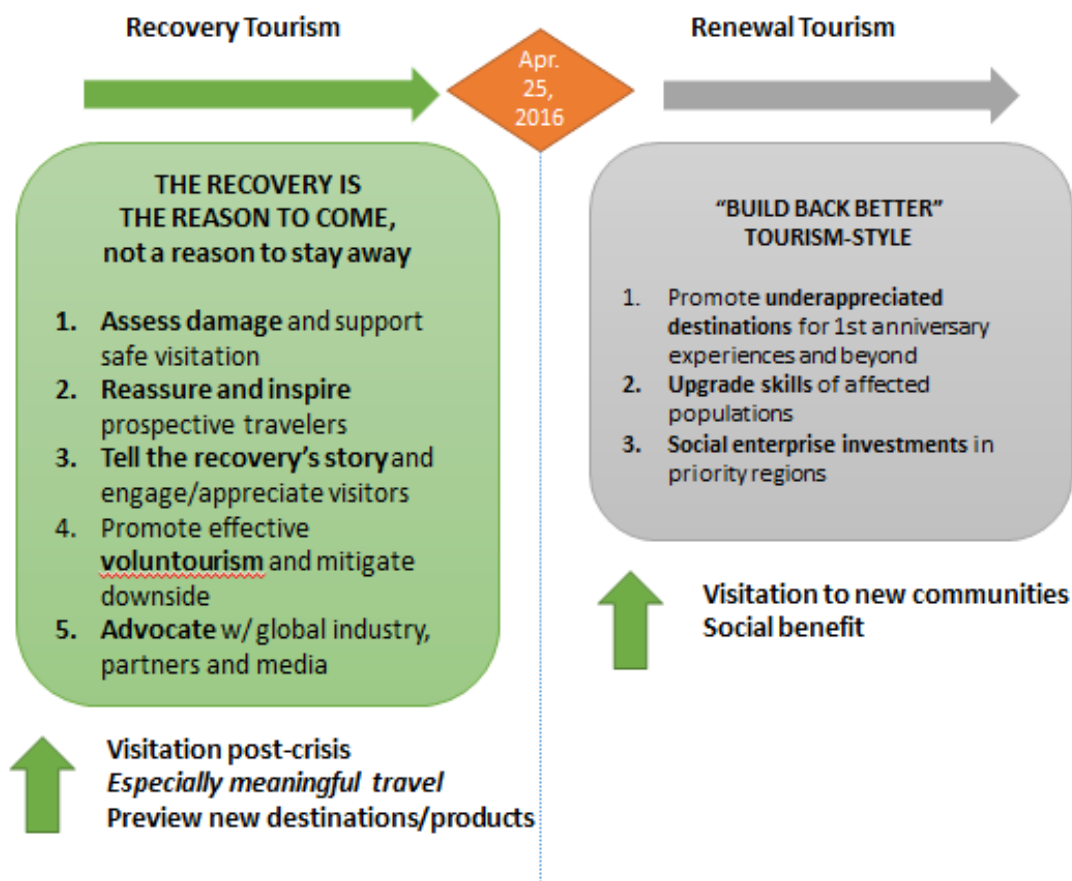 Recovery Tourism
Apr.
25,
2016
Renewal Tourism
THE RECOVERY IS
THE REASON TO COME,
not a reason to stay away
1. Assess damage and support
safe visitation
2. Reassure and inspire
prospective travelers
3. Tell the recovery's story and
engage/appreciate visitors
4. Promote effective
voluntourism and mitigate
downside
5. Advocate w/ global industry,
partners and media
Visitation post-crisis
Especially meaningful travel
Preview new destinations/products
“BUILD BACK BETTER”
TOURISM-STYLE
1. Promote underappreciated
destinations for 1st anniversary
experiences and beyond
2. Upgrade skills of affected
populations
3. Social enterprise investments in
priority regions
Visitation to new communities
Social benefit